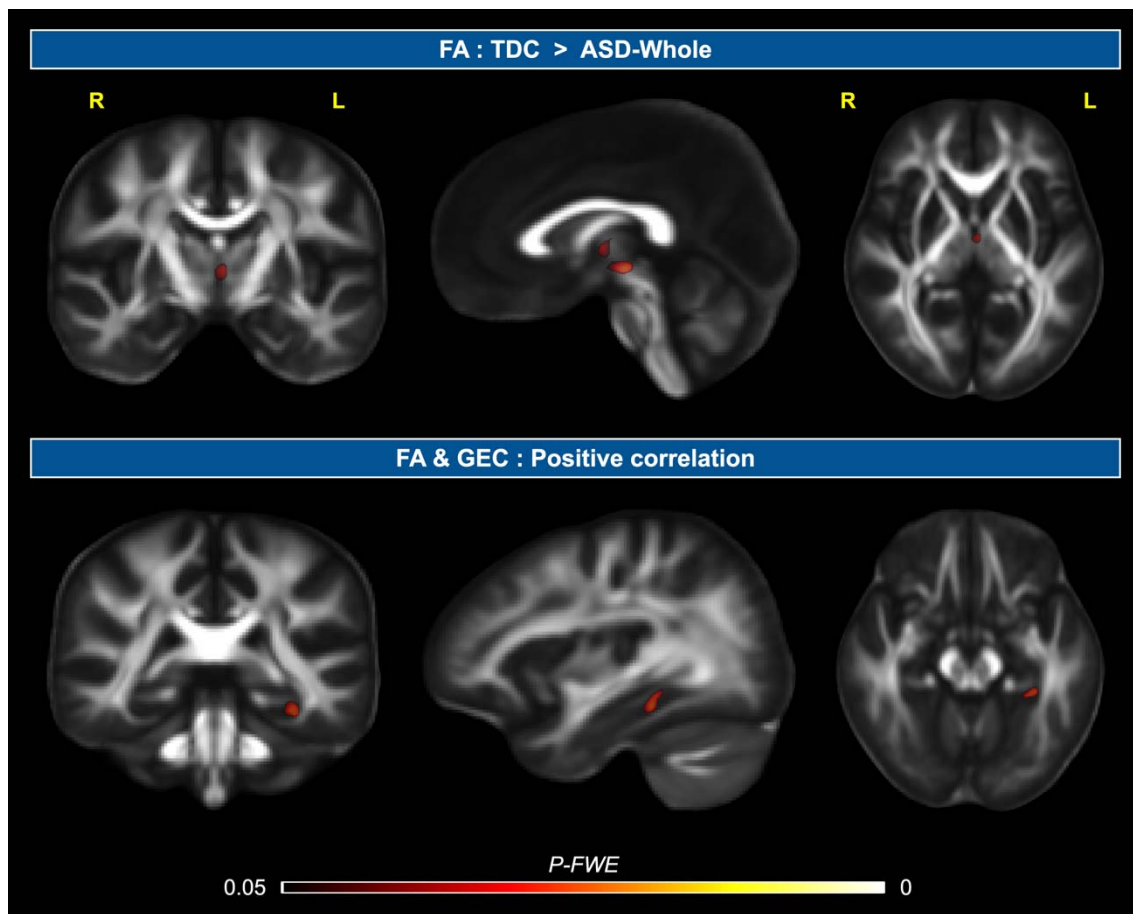 FA : TDC > ASD-Whole
R L R L
FA & GEC : Positive correlation
P-FWE
0.05 0